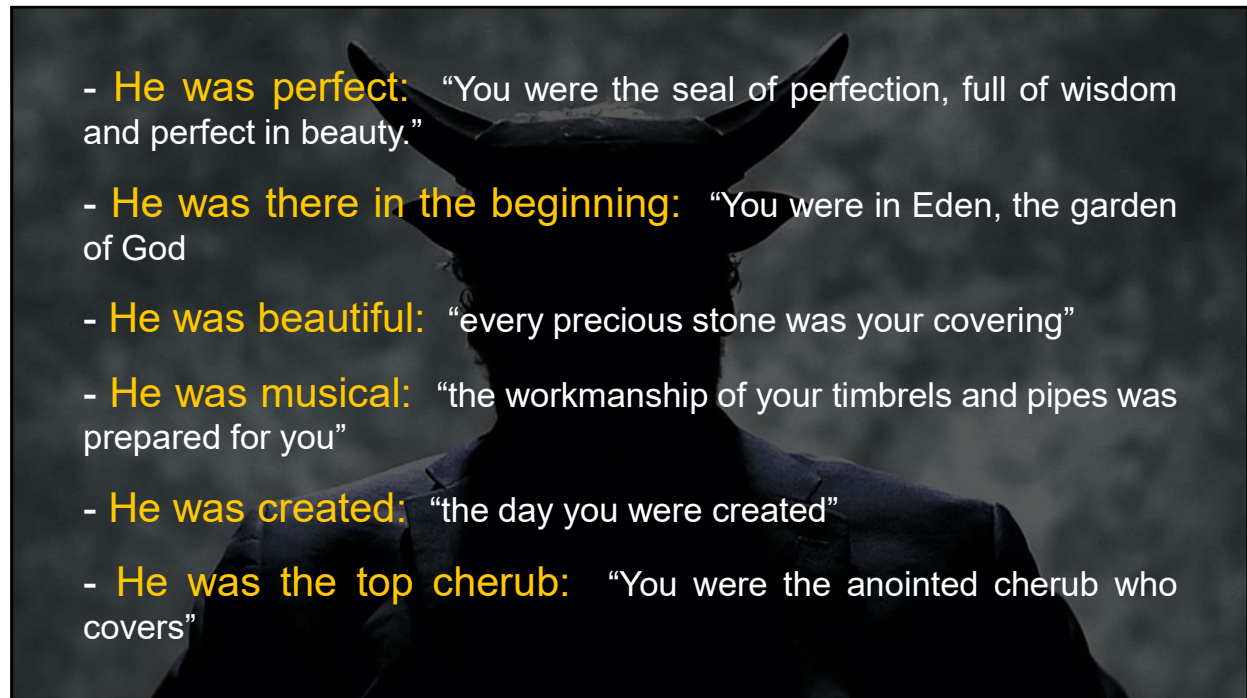 - He was perfect: “You were the seal of perfection, full of wisdom
and perfect in beauty.”
- He was there in the beginning: “You were in Eden, the garden
of God
- He was beautiful: “every precious stone was your covering”
- He was musical: “the workmanship of your timbrels and pipes was
prepared for you”
- He was created: “the day you were created”
- He was the top cherub: “You were the anointed cherub who
covers”